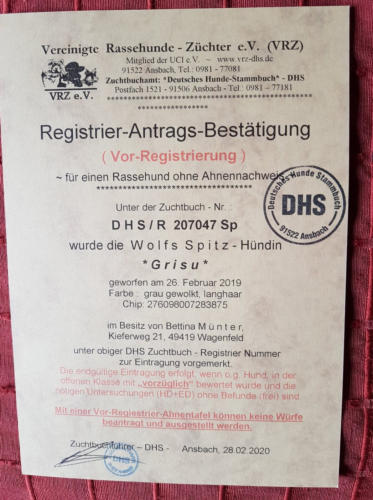 Vereinigte Rassehunde - Züchter e.V. (VRZ)
Mitglied der UCI e.V. ~ www.vrz-dhs.de
91522 Ansbach, Tel.: 0981 - 77081
Zuchtbuchamt: *Deutsches Hunde-Stammbuch* - DHS
Postfach 1521 - 91506 Ansbach - Tel.: 0981 - 77181
VRZ e.V.
Registrier-Antrags-Bestätigung
( Vor-Registrierung )
~ für einen Rassehund ohne Ahnennachweis
Unter der Zuchtbuch - Nr. :
DHS/R 207047 Sp
wurde die Wolfs Spitz - Hündin
*Grisu*
geworfen am 26. Februar 2019
Farbe : grau gewolkt, langhaar
Chip: 276098007283875
im Besitz von Bettina Münter,
Kieferweg 21, 49419 Wagenfeld
unter obiger DHS Zuchtbuch - Registrier Nummer
zur Eintragung vorgemerkt.
Die endgültige Eintragung erfolgt, wenn o.g. Hund, in der
offenen Klasse mit „vorzüglich" bewertet wurde und die
nötigen Untersuchungen (HD+ED) ohne Befunde (frei) sind.
Mit einer Vor-Regiestrier-Ahnentafel können keine Würfe
beantragt und ausgestellt werden.
Zuchtbuchführer – DHS - Ansbach, 28.02.2020
Deutsches Hunde Stammbuch
DHS
91522 Ansbach
DHS